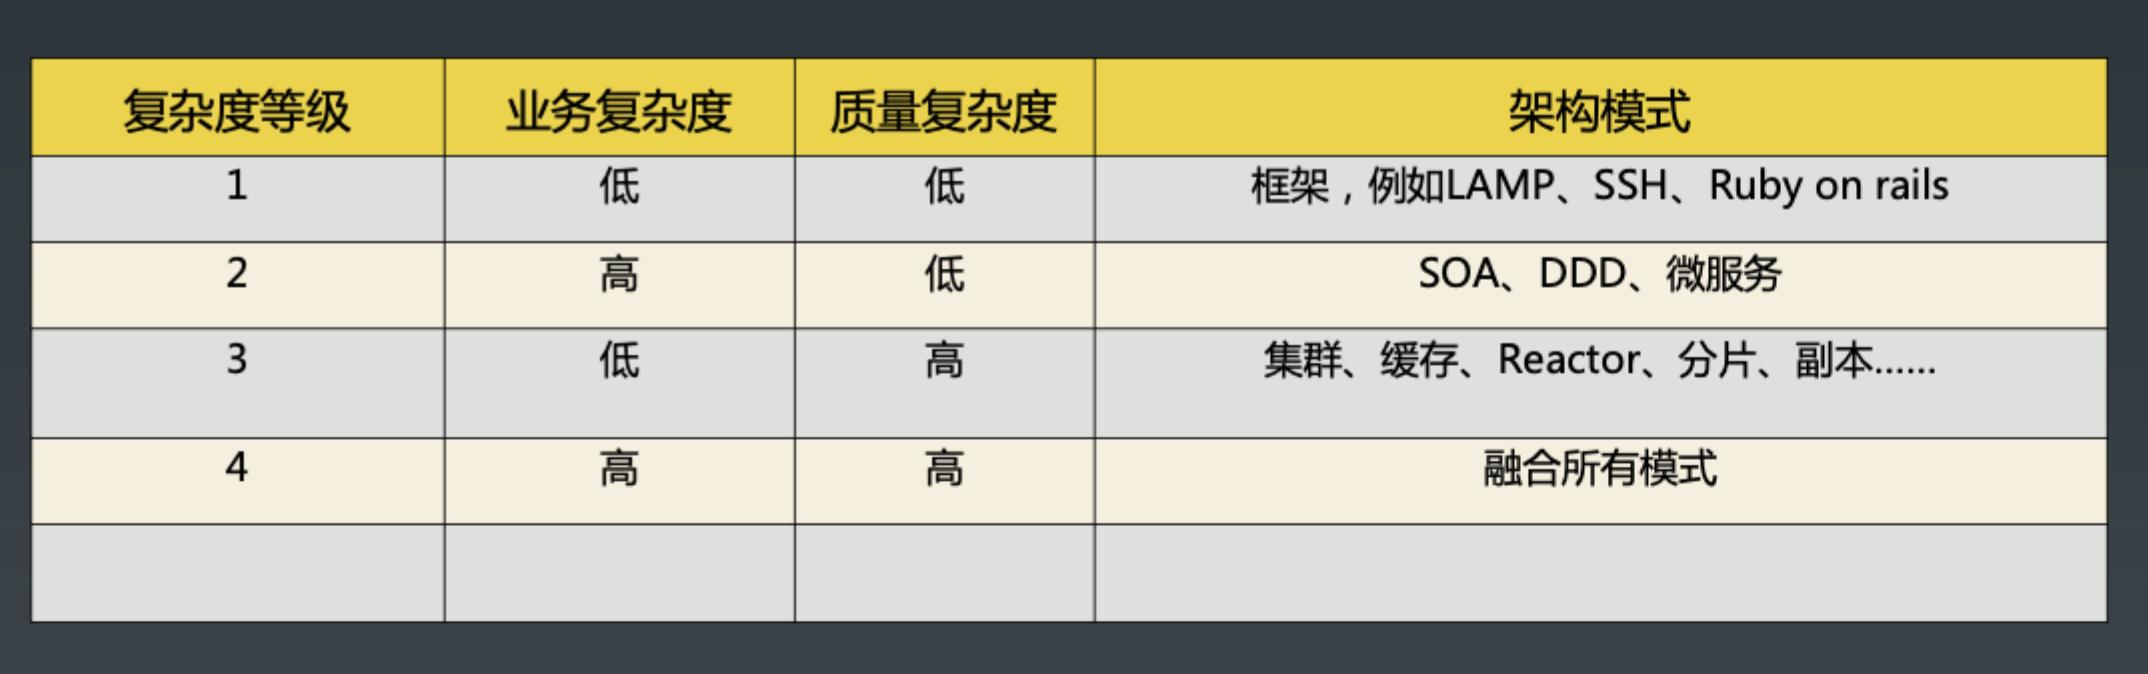 复杂度等级 业务复杂度 质量复杂度 架构模式
1 低 低 框架，例如LAMP、SSH、Ruby on rails
2 高 低 SOA、DDD、微服务
3 低 高 集群、缓存、Reactor、分片、副本……
4 高 高 融合所有模式